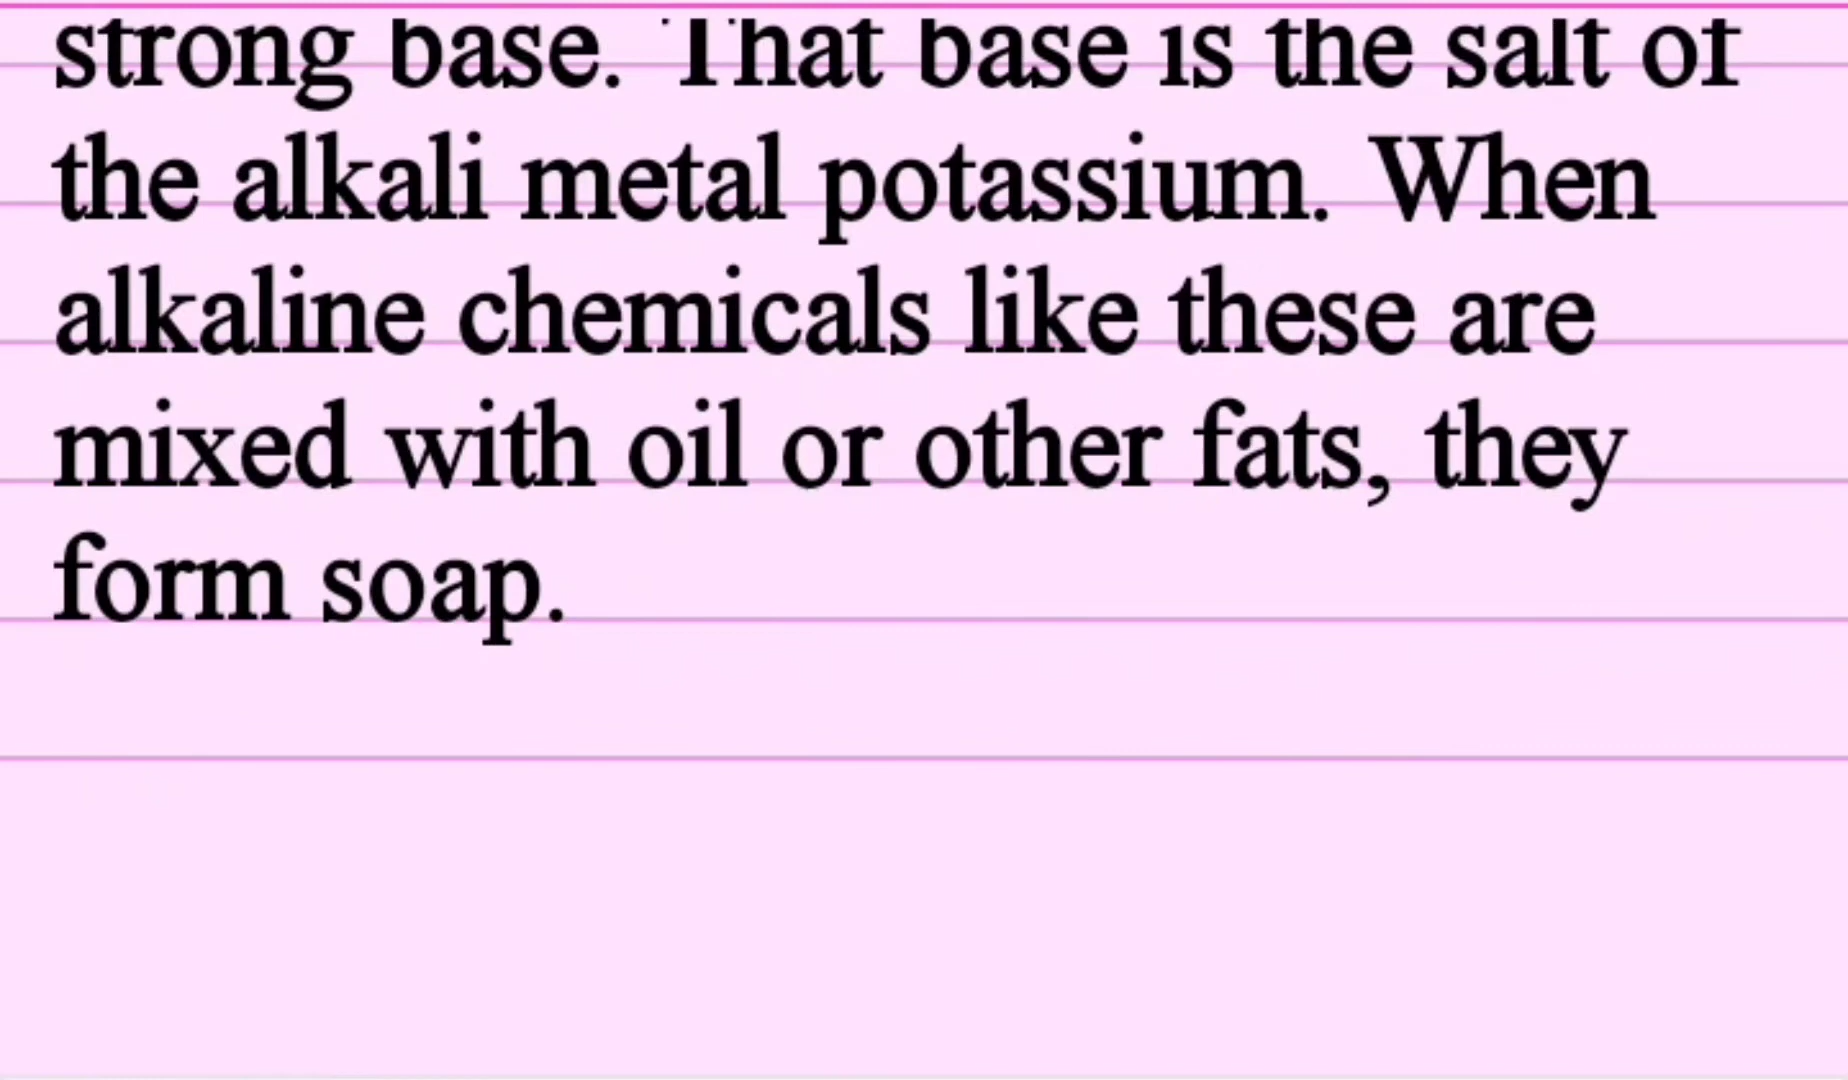 strong base. That base is the salt of
the alkali metal potassium. When
alkaline chemicals like these are
mixed with oil or other fats, they
form soap.